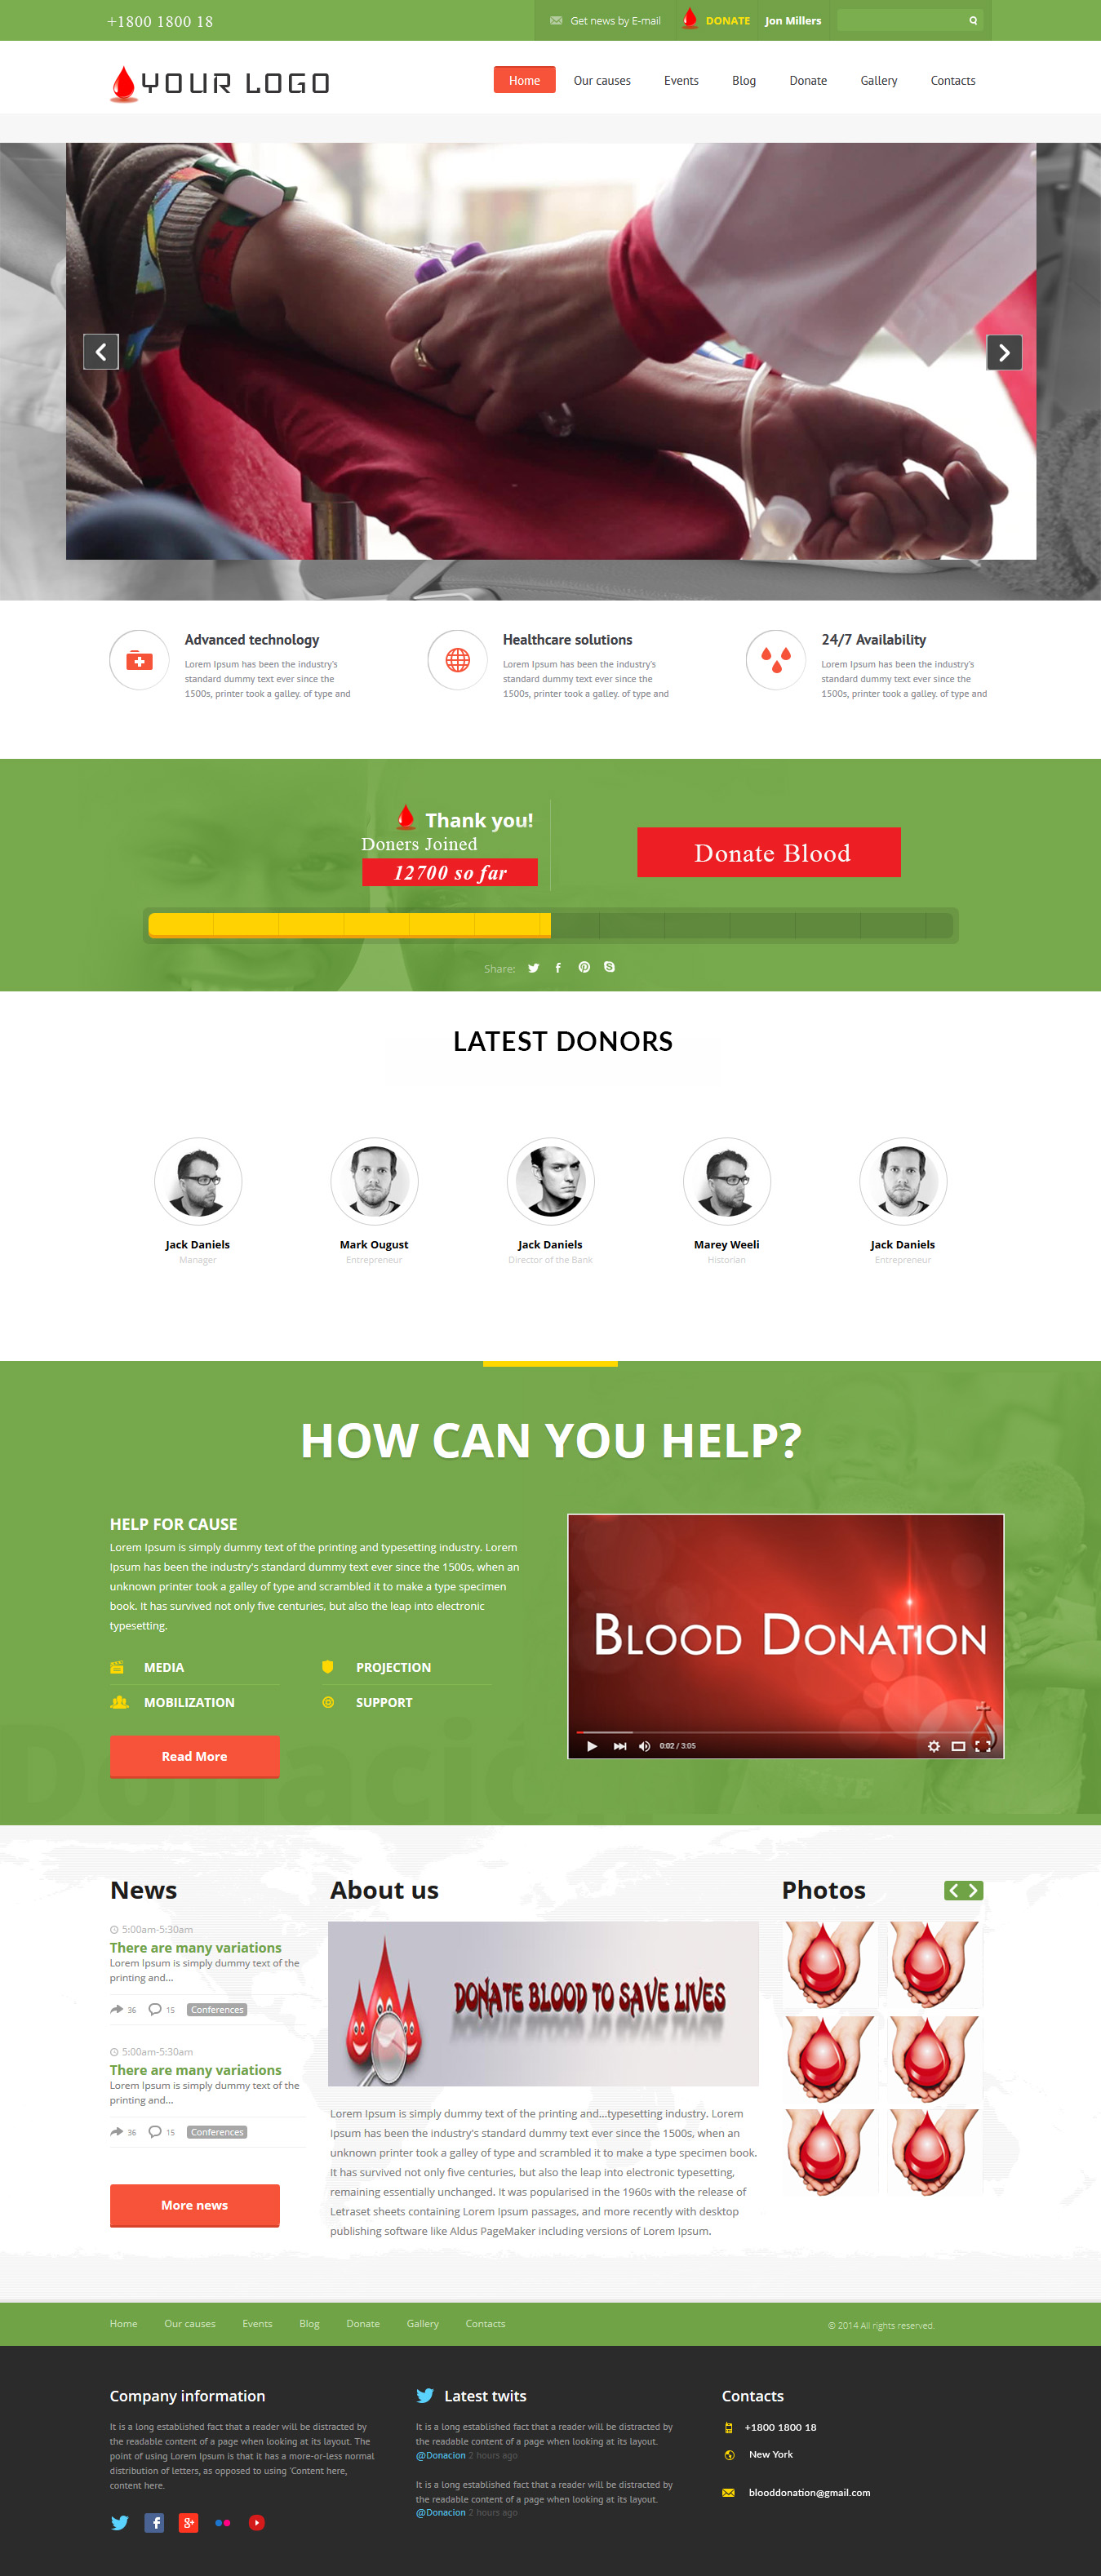 +1800 1800 18
Get news by E-mail
DONATE
Jon Millers
YOUR LOGO
Home
Our causes
Events
Blog
Donate
Gallery
Contacts
Advanced technology
Lorem Ipsum has been the industry's
standard dummy text ever since the
1500s, printer took a galley. of type and
Healthcare solutions
Lorem Ipsum has been the industry's
standard dummy text ever since the
1500s, printer took a galley. of type and
24/7 Availability
Lorem Ipsum has been the industry's
standard dummy text ever since the
1500s, printer took a galley. of type and
Thank you!
Doners Joined
12700 so far
Donate Blood
Share:
LATEST DONORS
Jack Daniels
Manager
Mark Ougust
Entrepreneur
Jack Daniels
Director of the Bank
Marey Weeli
Historian
Jack Daniels
Entrepreneur
HOW CAN YOU HELP?
HELP FOR CAUSE
Lorem Ipsum is simply dummy text of the printing and typesetting industry. Lorem
Ipsum has been the industry's standard dummy text ever since the 1500s, when an
unknown printer took a galley of type and scrambled it to make a type specimen
book. It has survived not only five centuries, but also the leap into electronic
typesetting.
MEDIA
PROJECTION
MOBILIZATION
SUPPORT
Read More
BLOOD DONATION
0:02 / 3:05
News
5:00am-5:30am
There are many variations
Lorem Ipsum is simply dummy text of the
printing and...
36
15
Conferences
5:00am-5:30am
There are many variations
Lorem Ipsum is simply dummy text of the
printing and...
36
15
Conferences
More news
About us
DONATE BLOOD TO SAVE LIVES
Lorem Ipsum is simply dummy text of the printing and...typesetting industry. Lorem
Ipsum has been the industry's standard dummy text ever since the 1500s, when an
unknown printer took a galley of type and scrambled it to make a type specimen book.
It has survived not only five centuries, but also the leap into electronic typesetting,
remaining essentially unchanged. It was popularised in the 1960s with the release of
Letraset sheets containing Lorem Ipsum passages, and more recently with desktop
publishing software like Aldus PageMaker including versions of Lorem Ipsum.
Photos
Home
Our causes
Events
Blog
Donate
Gallery
Contacts
© 2014 All rights reserved.
Company information
It is a long established fact that a reader will be distracted by
the readable content of a page when looking at its layout. The
point of using Lorem Ipsum is that it has a more-or-less normal
distribution of letters, as opposed to using 'Content here,
content here.
Latest twits
It is a long established fact that a reader will be distracted by
the readable content of a page when looking at its layout.
@Donacion 2 hours ago
It is a long established fact that a reader will be distracted by
the readable content of a page when looking at its layout.
@Donacion 2 hours ago
Contacts
+1800 1800 18
New York
blooddonation@gmail.com